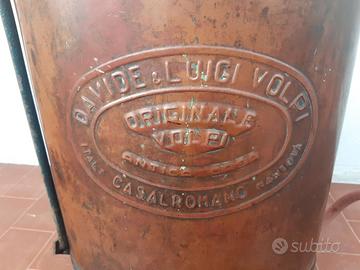 DAVIDE & LUIGI VOLPI
ORIGINALE
VOLPI
ITALY CASALROMANO MANTOVA
subito